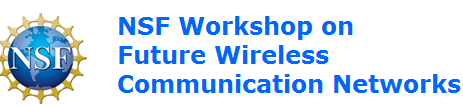 NSF
NSF Workshop on
Future Wireless
Communication Networks